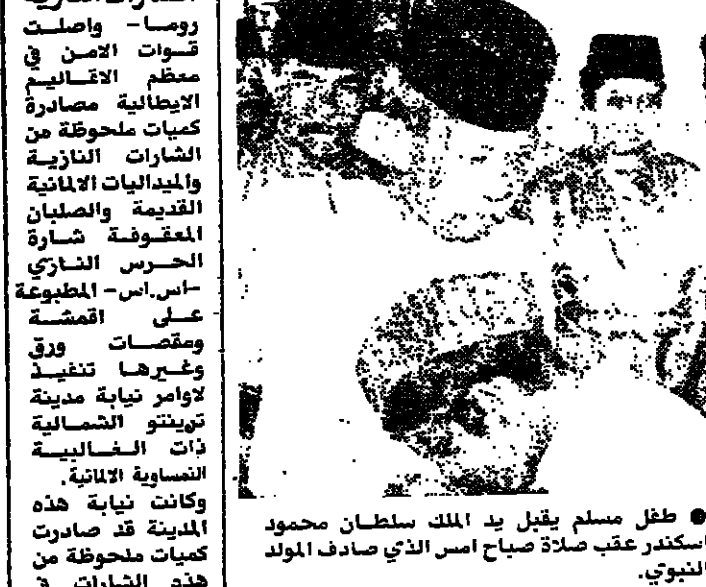 روما- واصلت
قوات الامن في
معظم الاقاليم
الايطالية مصادرة
كميات ملحوظة من
الشارات النازية
والميداليات الالمانية
القديمة والصلبان
المعقوفة شارة
الحرس النازي
-اس.اس- المطبوعة
على اقمشة
ومقصات ورق
وغيرها تنفيذ
لاوامر نيابة مدينة
ترينتو الشمالية
ذات الغالبية
النمساوية الالمانية.
وكانت نيابة هذه
المدينة قد صادرت
كميات ملحوظة من
هذه الشارات في
● طفل مسلم يقبل يد الملك سلطان محمود
اسكندر عقب صلاة صباح امس الذي صادف المولد
النبوي.